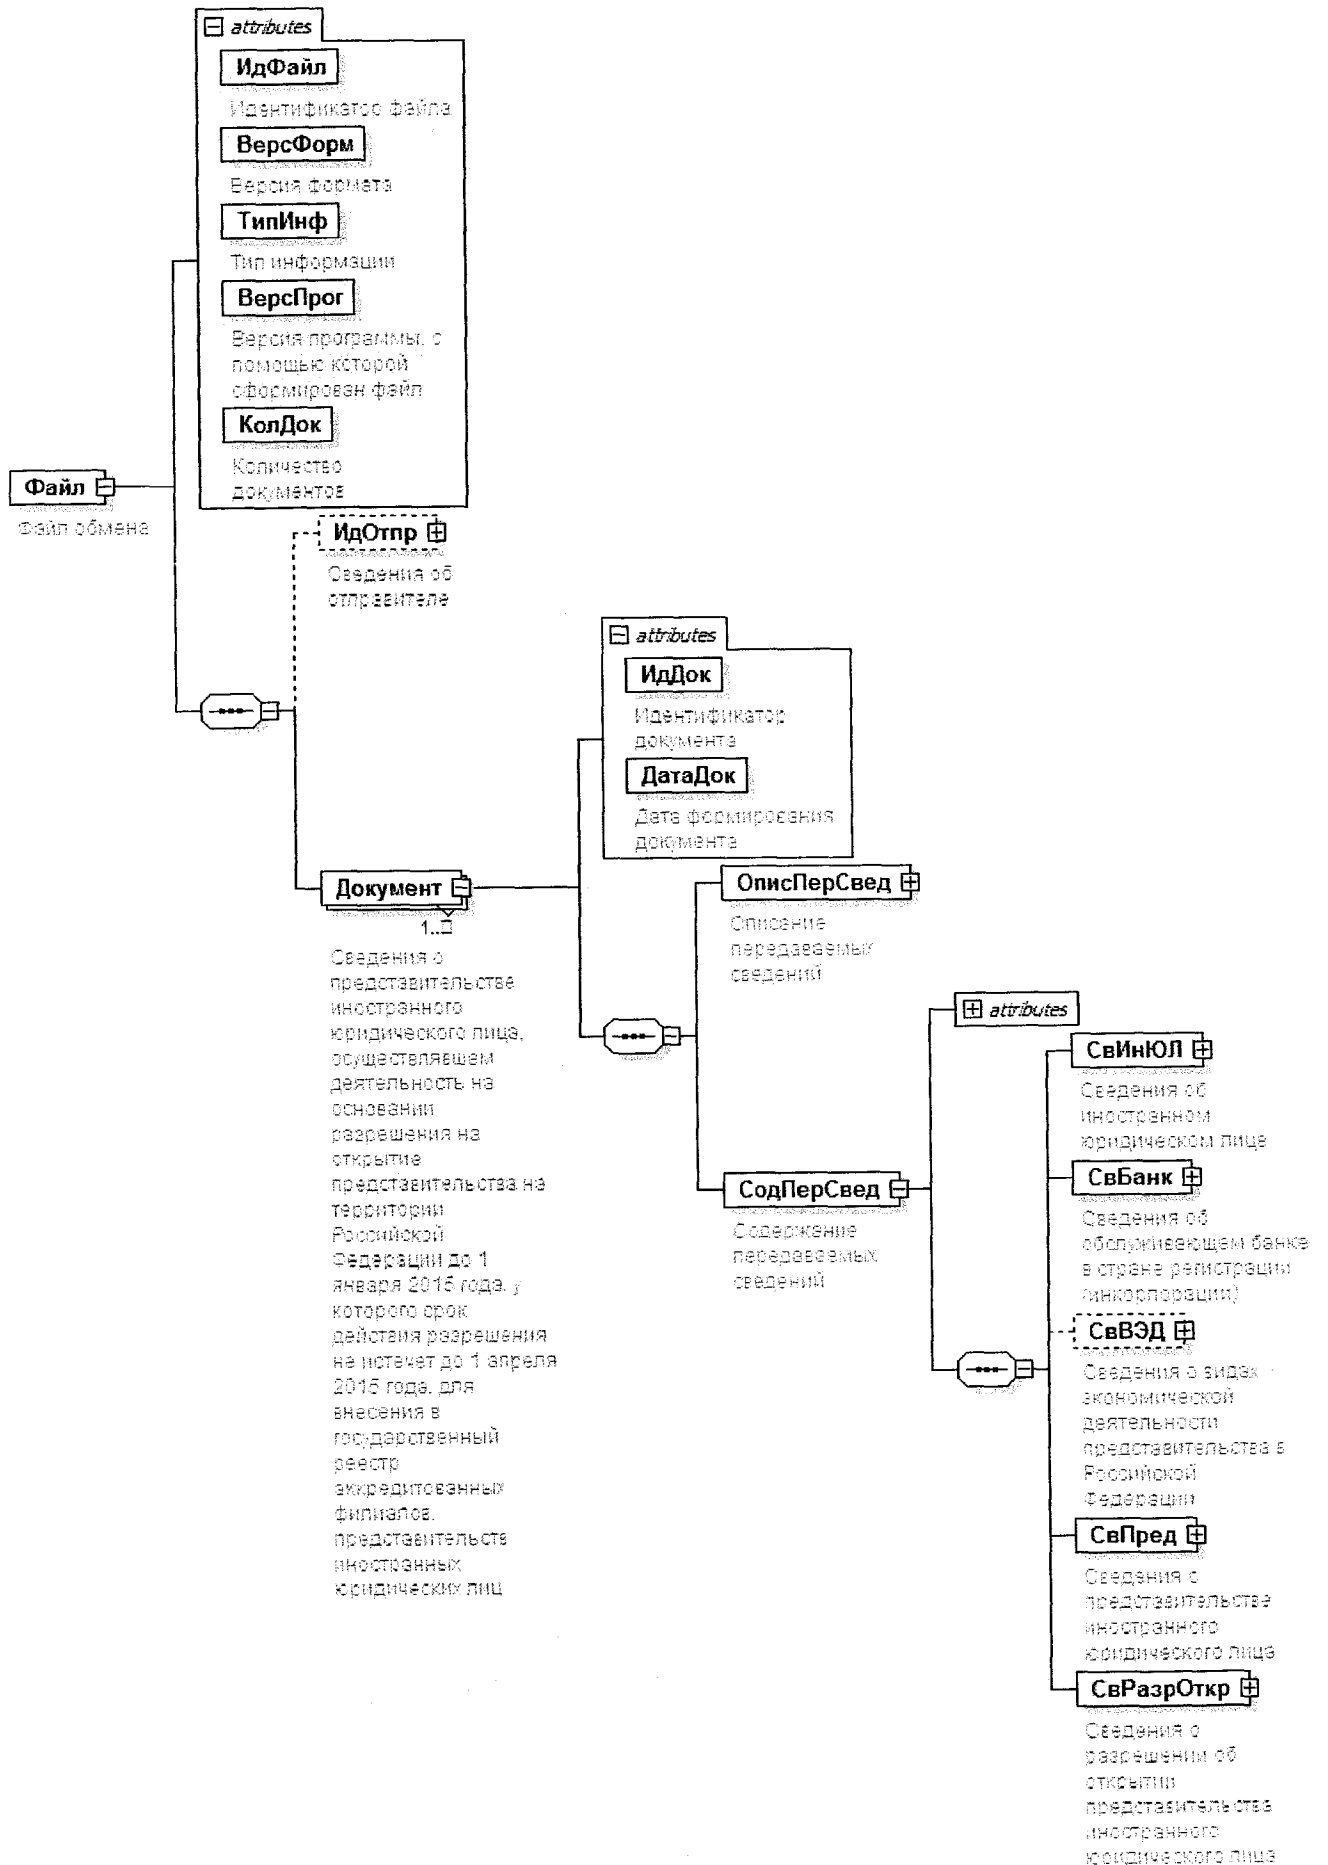 attributes
ИдФайл
Идентификатор файла
ВерсФорм
Версия формата
ТипИнф
Тип информации
ВерсПрог
Версия программы, с
помощью которой
сформирован файл
КолДок
Количество
документов
Файл
Файл обмена
ИдОтпр
Сведения об
отправителе
attributes
ИдДок
Идентификатор
документа
ДатаДок
Дата формирования
документа
Документ
1..
Сведения о
представительстве
иностранного
юридического лица,
осуществлявшем
деятельность на
основании
разрешения на
открытие
представительства на
территории
Российской
Федерации до 1
января 2015 года, у
которого срок
действия разрешения
не истечет до 1 апреля
2015 года, для
внесения в
государственный
реестр
аккредитованных
филиалов,
представительств
иностранных
юридических лиц
ОписПерСвед
Описание
передаваемых
сведений
СодПерСвед
Содержание
передаваемых
сведений
attributes
СвИнЮЛ
Сведения об
иностранном
юридическом лице
СвБанк
Сведения об
обслуживающем банке
в стране регистрации
(инкорпорации)
СвВЭД
Сведения о видах
экономической
деятельности
представительства в
Российской
Федерации
СвПред
Сведения о
представительстве
иностранного
юридического лица
СвРазрОткр
Сведения о
разрешении об
открытии
представительства
иностранного
юридического лица